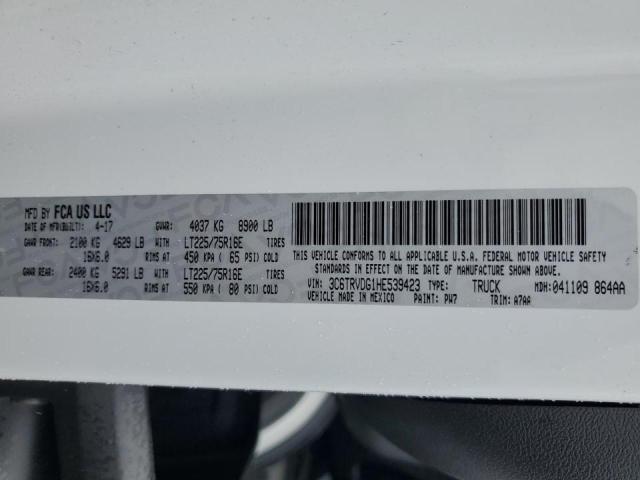 MFD BY FCA US LLC
DATE OF MFR(BUILT): 4-17 GVWR: 4037 KG 8900 LB
GAWR FRONT: 2100 KG 4629 LB WITH LT225/75R16E TIRES
16X6.0 RIMS AT 450 KPA ( 65 PSI) COLD
GAWR REAR: 2400 KG 5291 LB WITH LT225/75R16E TIRES
16X6.0 RIMS AT 550 KPA ( 80 PSI) COLD
THIS VEHICLE CONFORMS TO ALL APPLICABLE U.S.A. FEDERAL MOTOR VEHICLE SAFETY
STANDARDS IN EFFECT ON THE DATE OF MANUFACTURE SHOWN ABOVE.
VIN: 3C6TRVDG1HE539423 TYPE: TRUCK MDH: 041109 864AA
VEHICLE MADE IN MEXICO PAINT: PW7 TRIM: A7AA